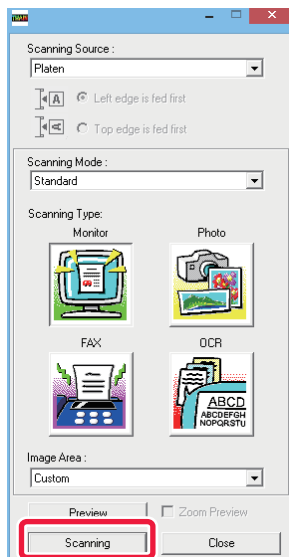 Scanning Source :
Platen
A Left edge is fed first
A Top edge is fed first
Scanning Mode :
Standard
Scanning Type:
Monitor Photo
FAX OCR
ABCD
ABCDEFGH
NOPQRSTU
Image Area :
Custom
Preview Zoom Preview
Scanning Close